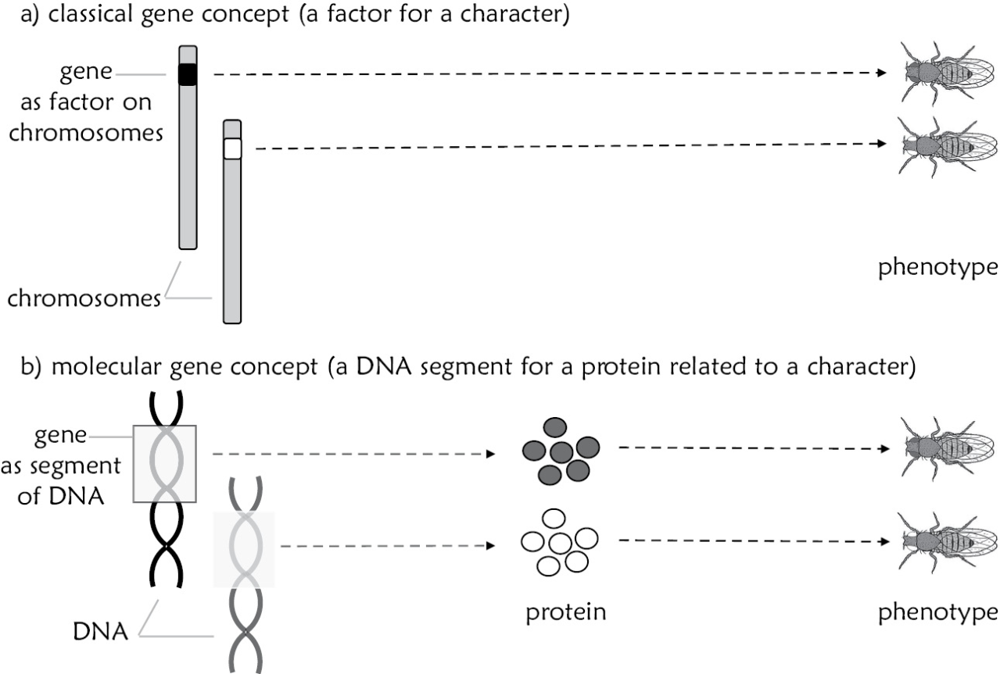 a) classical gene concept (a factor for a character)
gene
as factor on
chromosomes
phenotype
chromosomes
b) molecular gene concept (a DNA segment for a protein related to a character)
gene
as segment
of DNA
protein
phenotype
DNA